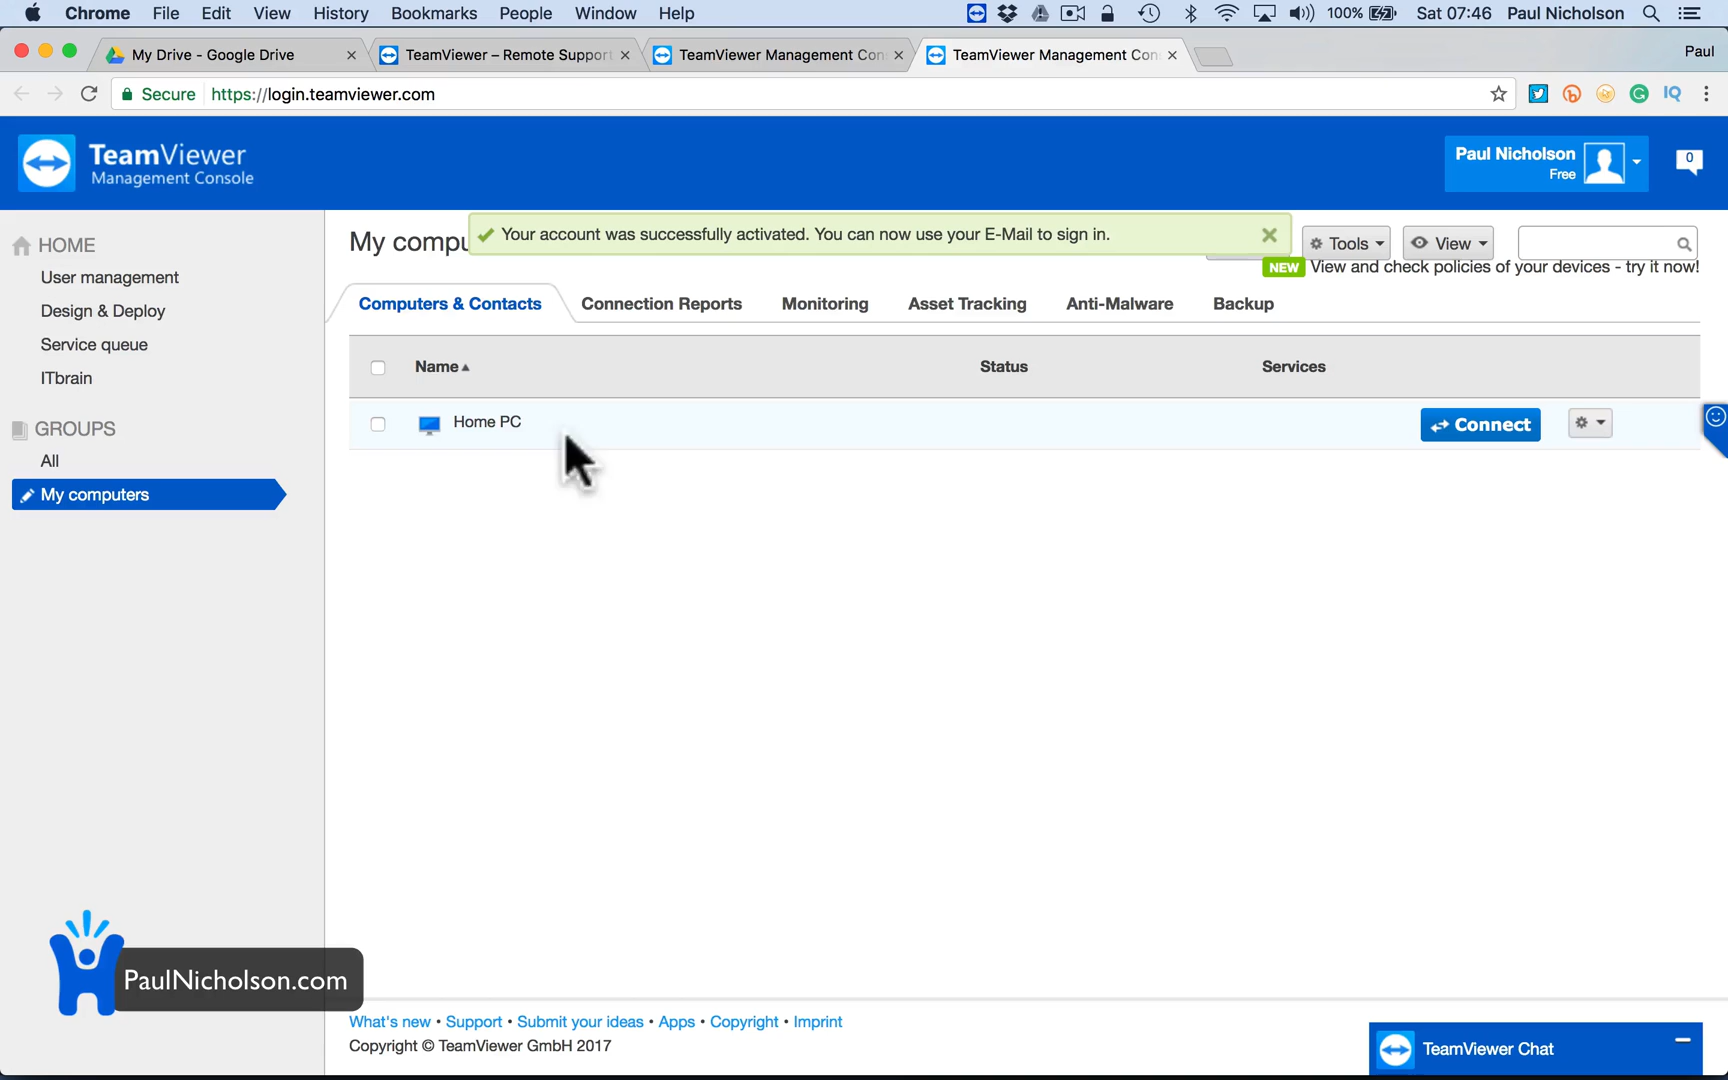 Chrome File Edit View History Bookmarks People Window Help 100% Sat 07:46 Paul Nicholson
My Drive - Google Drive TeamViewer – Remote Support TeamViewer Management Con TeamViewer Management Con Paul
Secure https://login.teamviewer.com IQ
TeamViewer
Management Console
Paul Nicholson
Free
0
HOME
User management
Design & Deploy
Service queue
ITbrain
GROUPS
All
My computers
My compu
Your account was successfully activated. You can now use your E-Mail to sign in.
Tools View
NEW View and check policies of your devices - try it now!
Computers & Contacts Connection Reports Monitoring Asset Tracking Anti-Malware Backup
Name Status Services
Home PC Connect
PaulNicholson.com
What's new • Support • Submit your ideas • Apps • Copyright • Imprint
Copyright © TeamViewer GmbH 2017
TeamViewer Chat